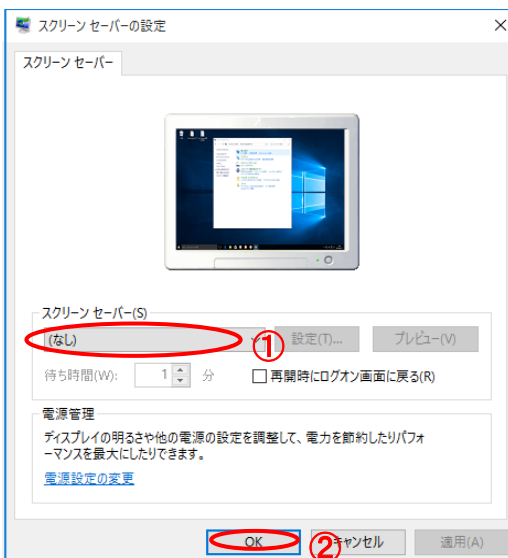 スクリーン セーバーの設定
スクリーン セーバー
スクリーン セーバー(S)
(なし)
①
設定(T)...
プレビュー(V)
待ち時間(W):
1
分
再開時にログオン画面に戻る(R)
電源管理
ディスプレイの明るさや他の電源の設定を調整して、電力を節約したりパフォ
ーマンスを最大にしたりできます。
電源設定の変更
OK
②
キャンセル
適用(A)